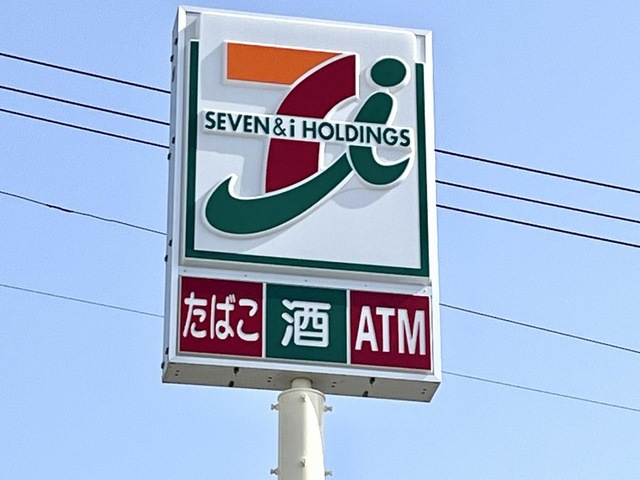 SEVEN&i HOLDINGS
たばこ 酒 ATM